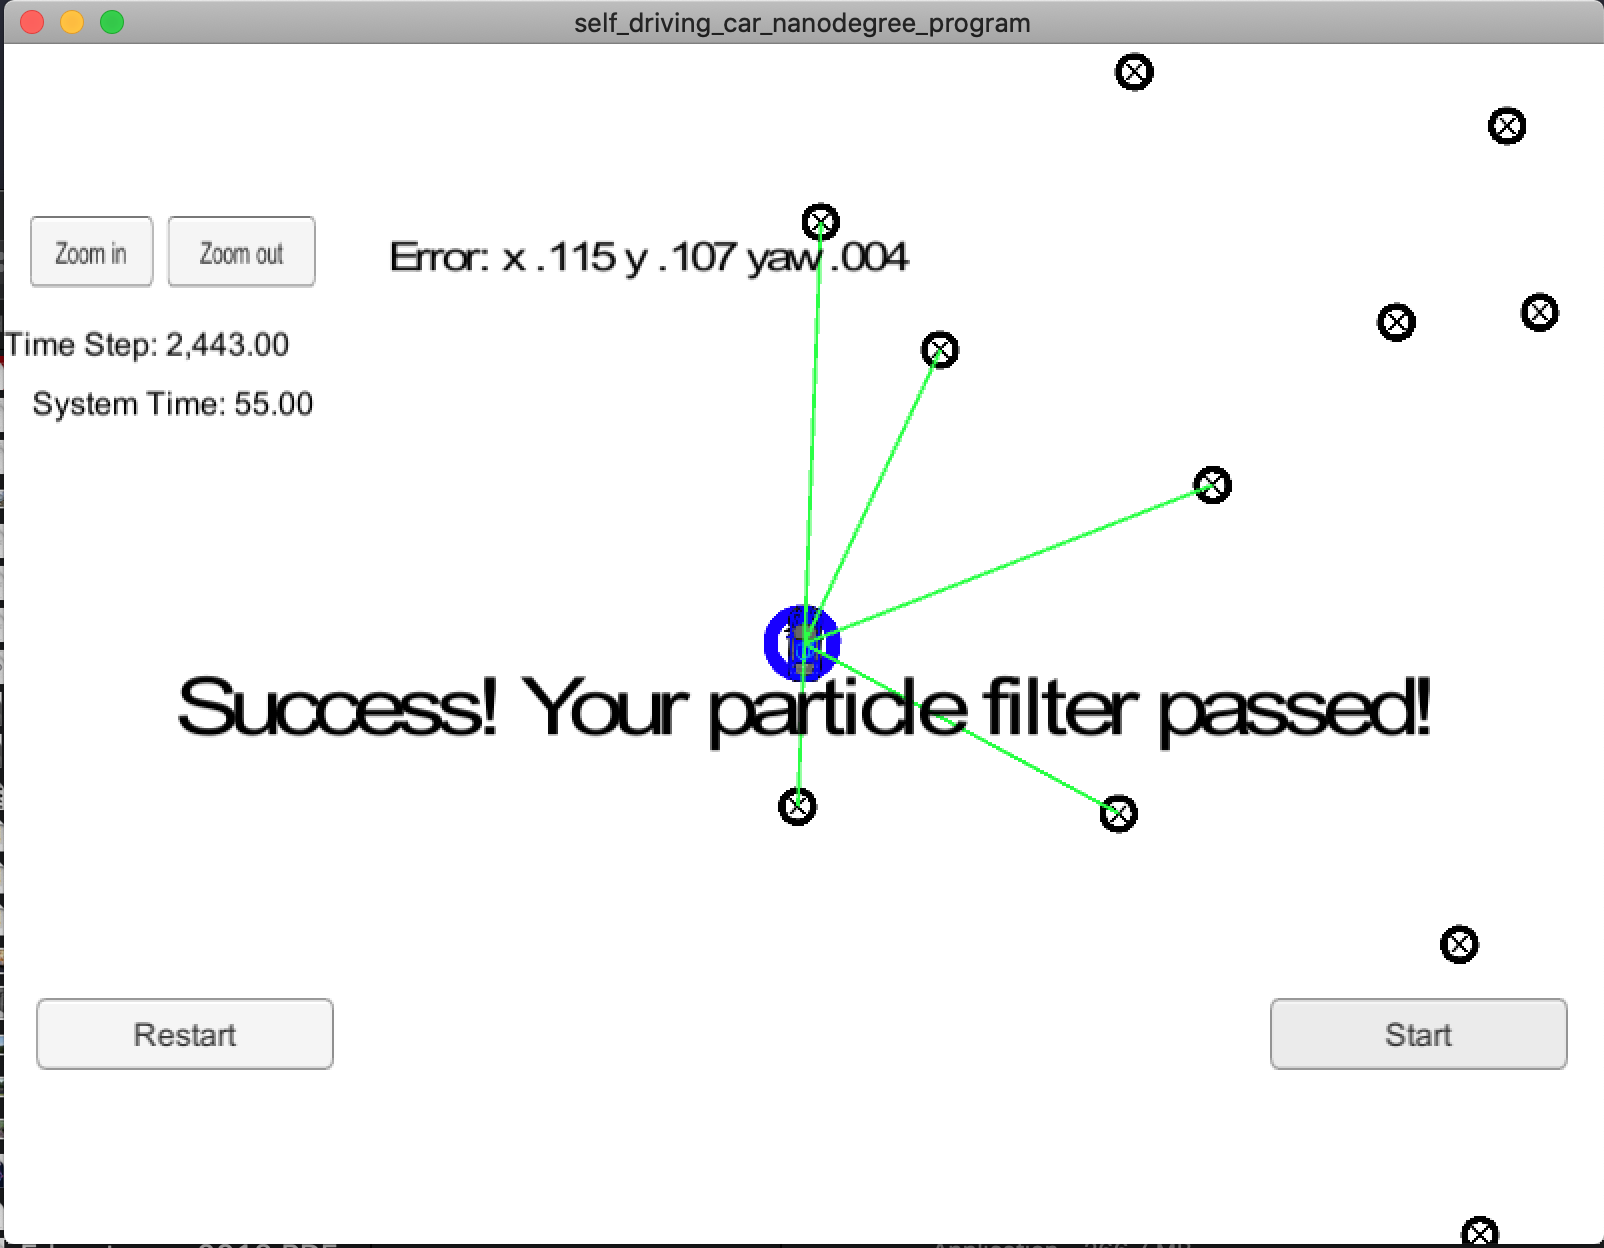 self_driving_car_nanodegree_program
Zoom in
Zoom out
Error: x .115 y .107 yaw .004
Time Step: 2,443.00
System Time: 55.00
Success! Your particle filter passed!
Restart
Start